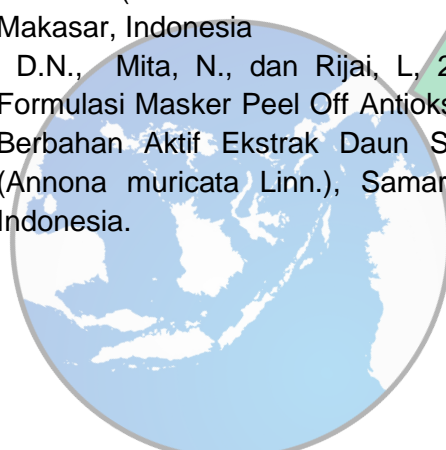 Makasar, Indonesia
D.N., Mita, N., dan Rijai, L,
Formulasi Masker Peel Off
Berbahan Aktif Ekstrak Daun
(Annona muricata Linn.),
Indonesia.